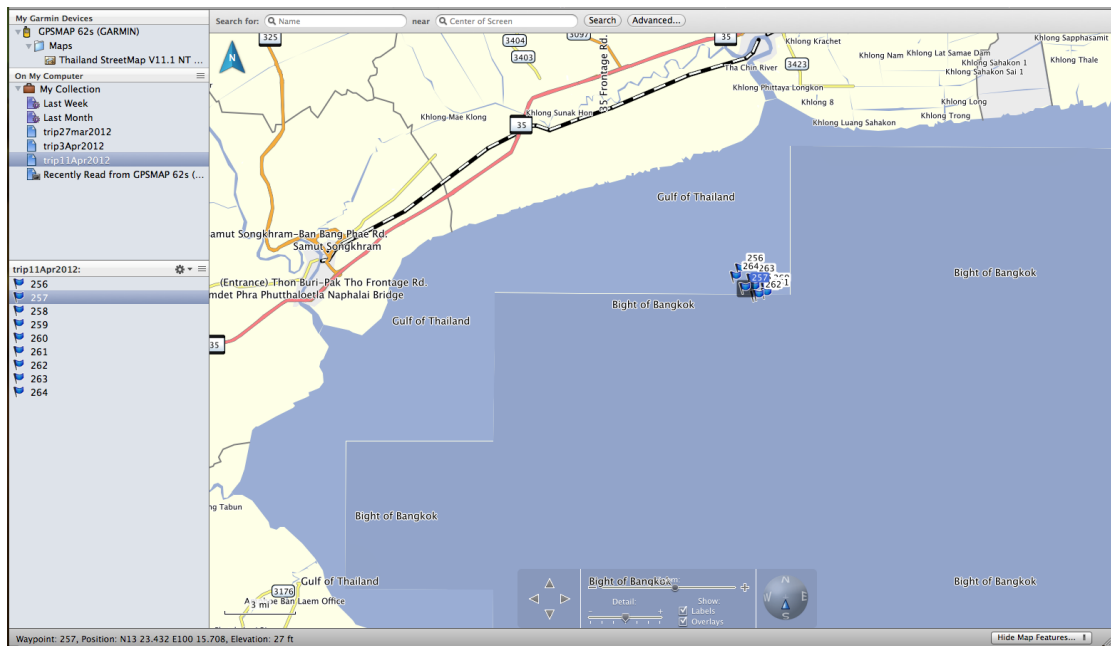 My Garmin Devices
GPSMAP 62s (GARMIN)
Maps
Thailand StreetMap V11.1 NT ...
On My Computer
My Collection
Last Week
Last Month
trip27mar2012
trip3Apr2012
trip11Apr2012
Recently Read from GPSMAP 62s (...
trip11Apr2012:
256
257
258
259
260
261
262
263
264
Search for: Name near Center of Screen Search Advanced...
325
3404
3097
35
3403
35 Frontage Rd.
Tha Chin River
3423
Khlong Krachet
Khlong Nam
Khlong Lat Samae Dam
Khlong Sapphasamit
Khlong Sahakon 1
Khlong Thale
Khlong Sahakon Sai 1
Khlong Phittaya Longkon
Khlong 8
Khlong Long
Khlong Trong
Khlong Luang Sahakon
Khlong Mae Klong
Khlong Sunak Hon
35
Gulf of Thailand
amut Songkhram-Ban Bang Phae Rd.
Samut Songkhram
(Entrance) Thon Buri-Pak Tho Frontage Rd.
mdet Phra Phutthaloetla Naphalai Bridge
256
264
263
257
262
Bight of Bangkok
Bight of Bangkok
Gulf of Thailand
35
ng Tabun
Bight of Bangkok
Gulf of Thailand
3176
Ban Laem Office
3 mi
Bight of Bangkok
Detail:
Show:
Labels
Overlays
N
W
E
S
Bight of Bangkok
Waypoint: 257, Position: N13 23.432 E100 15.708, Elevation: 27 ft
Hide Map Features...